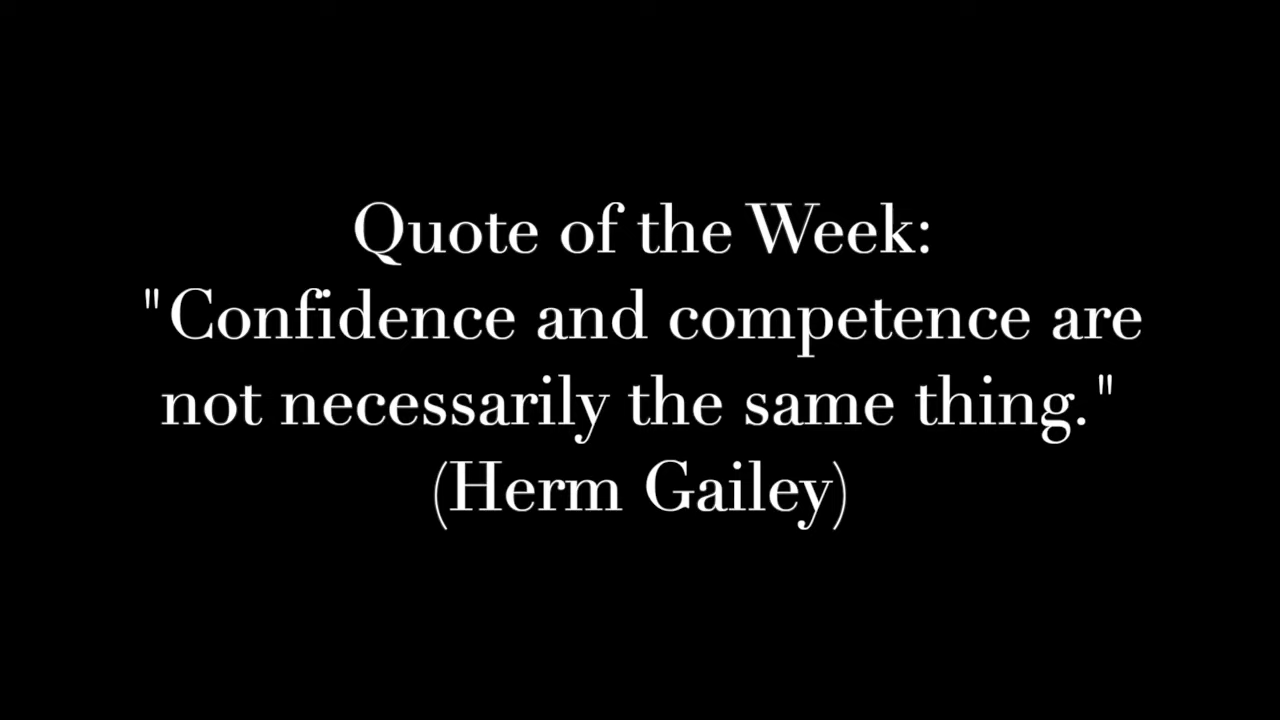 Quote of the Week:
"Confidence and competence are
not necessarily the same thing."
(Herm Gailey)